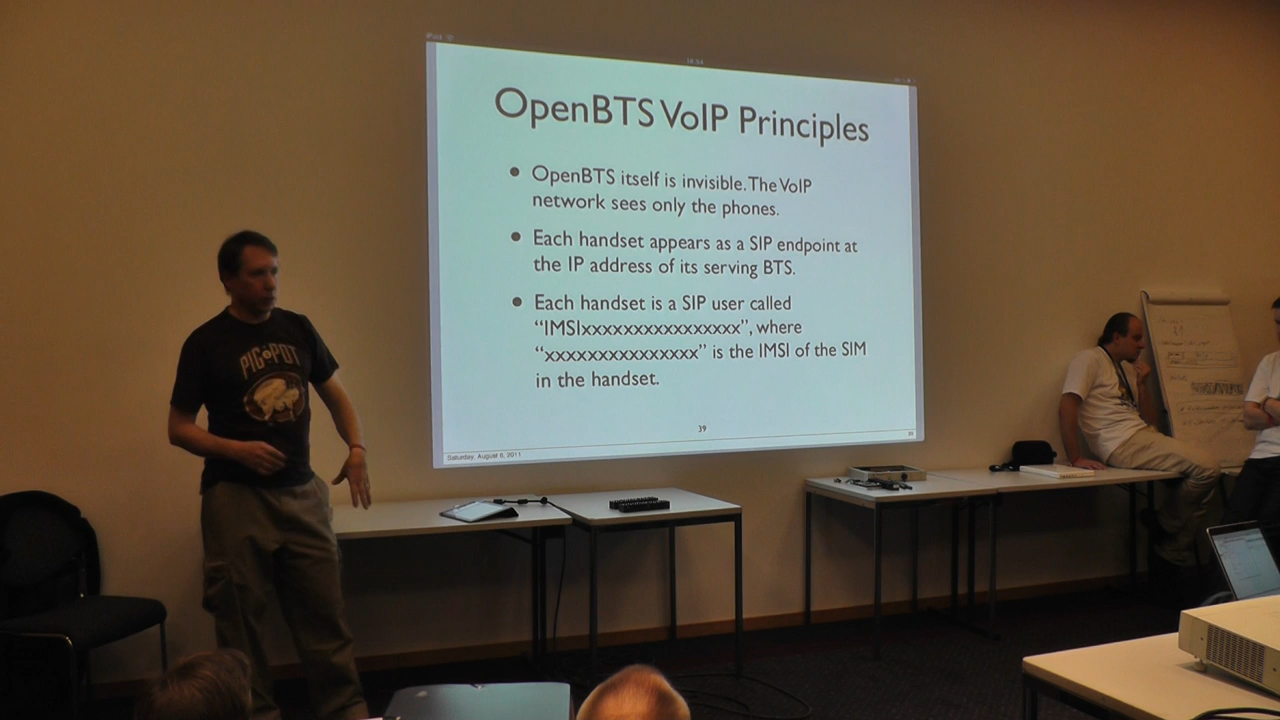 iPad
OpenBTS VoIP Principles
• OpenBTS itself is invisible. The VoIP
network sees only the phones.
• Each handset appears as a SIP endpoint at
the IP address of its serving BTS.
• Each handset is a SIP user called
“IMSIxxxxxxxxxxxxxxxx”, where
“xxxxxxxxxxxxxxx” is the IMSI of the SIM
in the handset.
39
Saturday, August 6, 2011
PIG POT